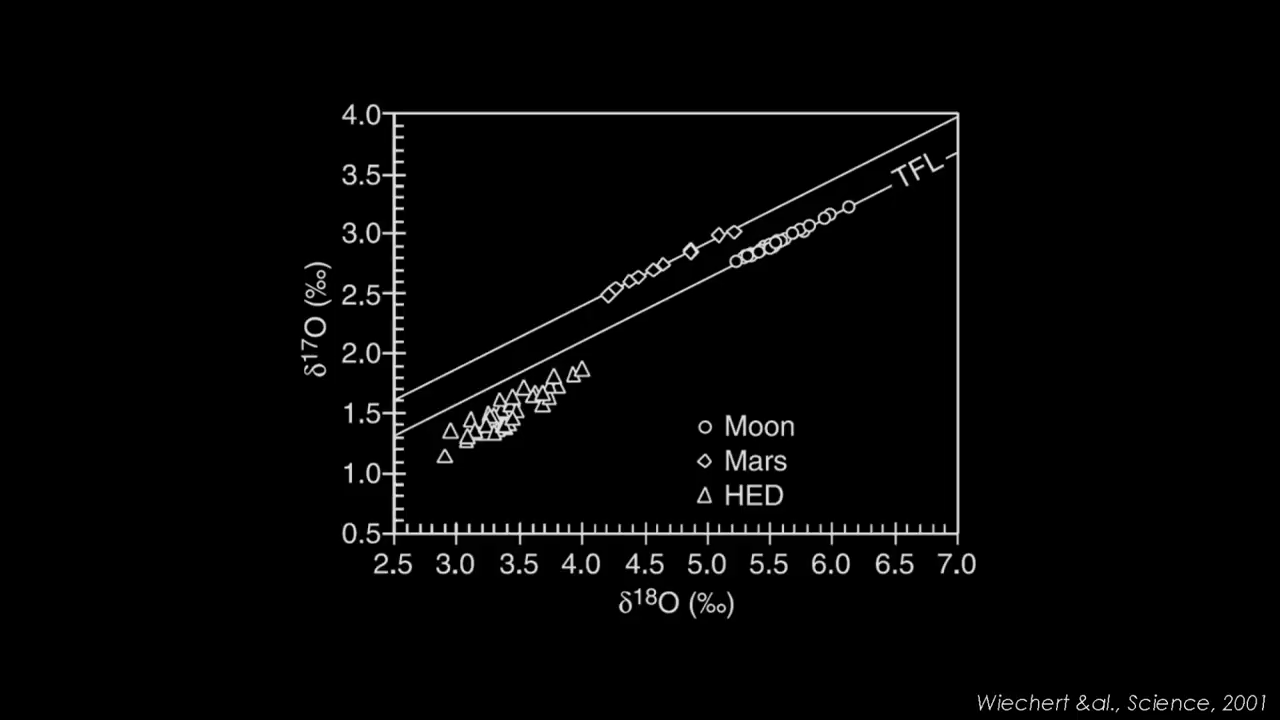 4.0
3.5
3.0
2.5
2.0
1.5
1.0
0.5
δ17O (‰)
TFL
Moon
Mars
HED
2.5 3.0 3.5 4.0 4.5 5.0 5.5 6.0 6.5 7.0
δ18O (‰)
Wiechert &al., Science, 2001